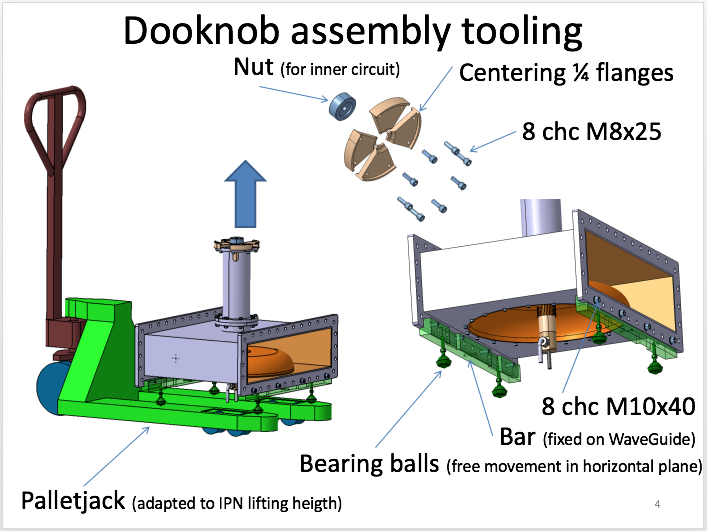 Dooknob assembly tooling
Nut (for inner circuit)
Centering ¼ flanges
8 chc M8x25
8 chc M10x40
Bar (fixed on WaveGuide)
Bearing balls (free movement in horizontal plane)
Palletjack (adapted to IPN lifting heigth)
4